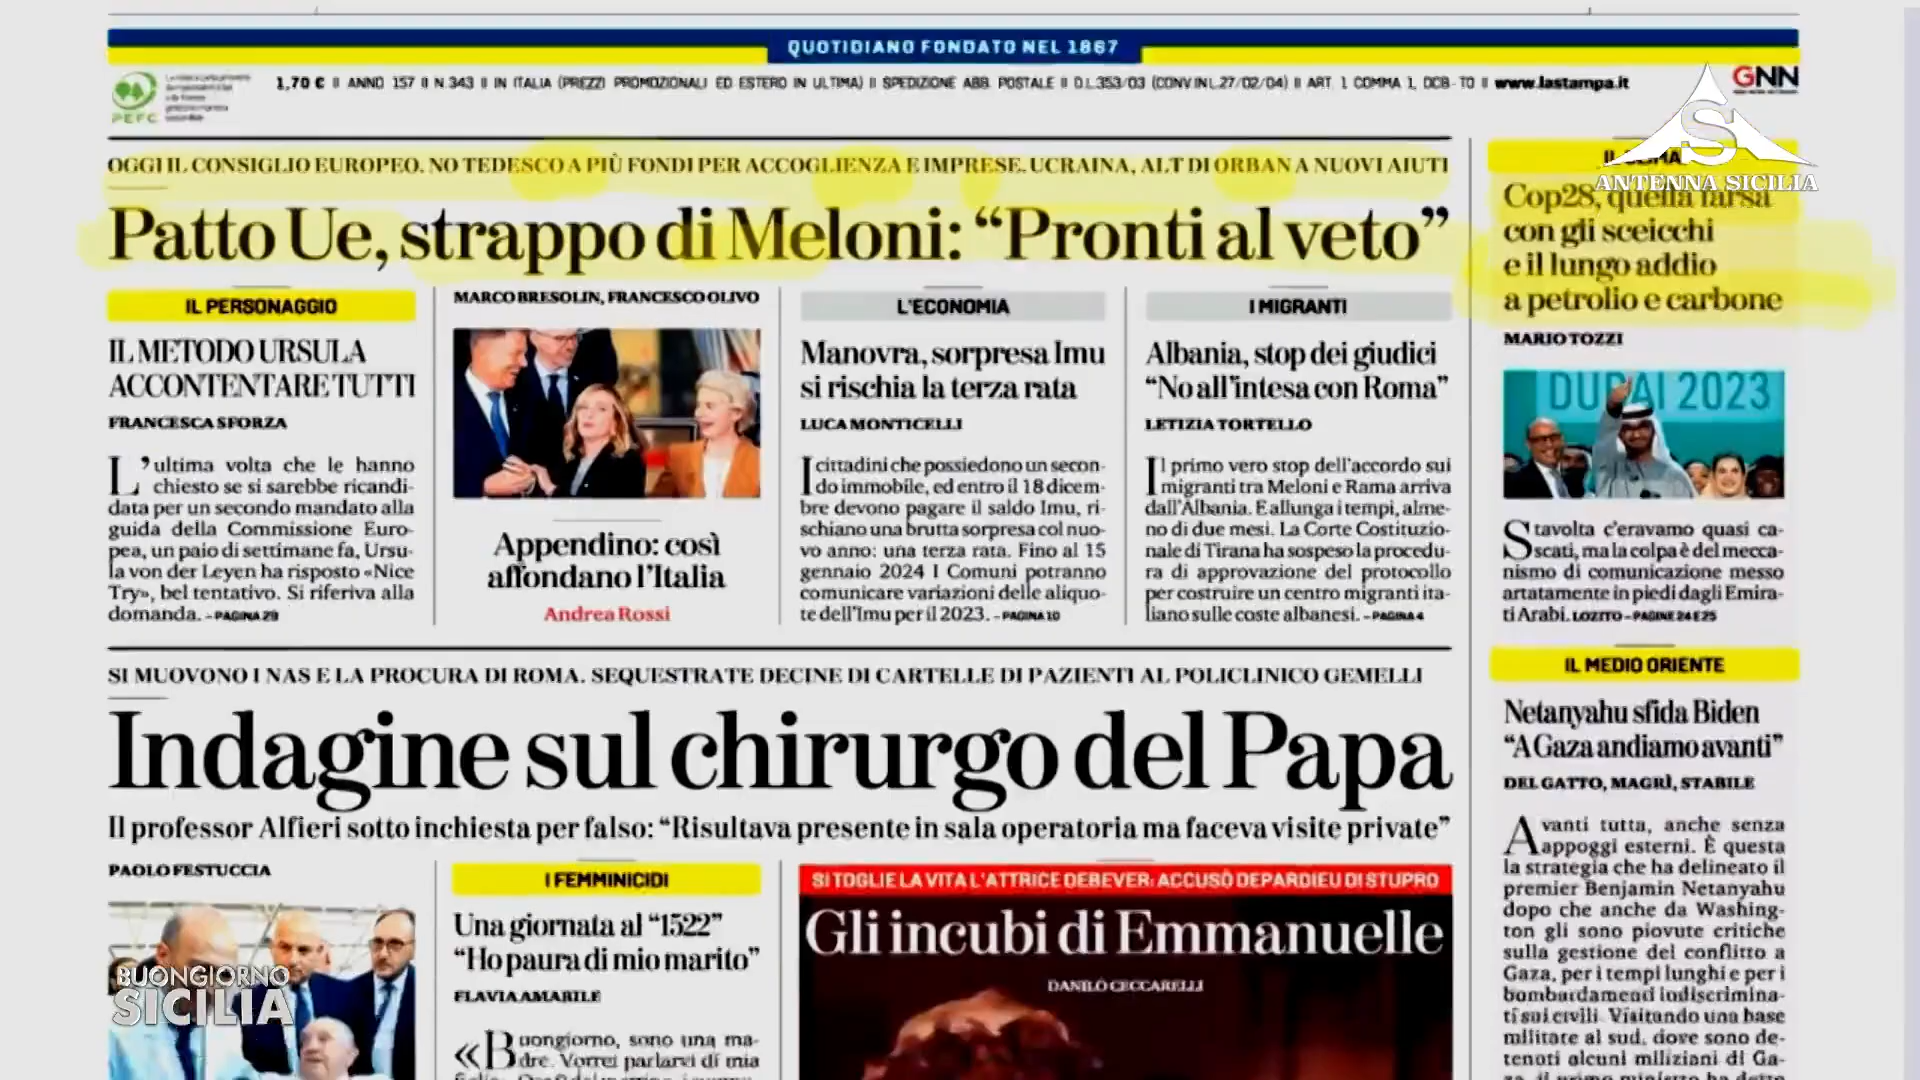 QUOTIDIANO FONDATO NEL 1867
1,70 € II ANNO 157 II N.343 II IN ITALIA (PREZZI PROMOZIONALI ED ESTERO IN ULTIMA) II SPEDIZIONE ABB. POSTALE II D.L.353/03 (CONV.IN L.27/02/04) II ART. 1 COMMA 1, DCB-TO II www.lastampa.it
GNN
PEFC
ANTENNA SICILIA
OGGI IL CONSIGLIO EUROPEO. NO TEDESCO A PIÙ FONDI PER ACCOGLIENZA E IMPRESE. UCRAINA, ALT DI ORBAN A NUOVI AIUTI
Patto Ue, strappo di Meloni: “Pronti al veto”
IL PERSONAGGIO
IL METODO URSULA
ACCONTENTARE TUTTI
FRANCESCA SFORZA
L’ultima volta che le hanno
chiesto se si sarebbe ricandi-
data per un secondo mandato alla
guida della Commissione Euro-
pea, un paio di settimane fa, Ursu-
la von der Leyen ha risposto «Nice
Try», bel tentativo. Si riferiva alla
domanda. – PAGINA 29
MARCO BRESOLIN, FRANCESCO OLIVO
Appendino: così
affondano l’Italia
Andrea Rossi
L’ECONOMIA
Manovra, sorpresa Imu
si rischia la terza rata
LUCA MONTICELLI
I cittadini che possiedono un secon-
do immobile, ed entro il 18 dicem-
bre devono pagare il saldo Imu, ri-
schiano una brutta sorpresa col nuo-
vo anno: una terza rata. Fino al 15
gennaio 2024 I Comuni potranno
comunicare variazioni delle aliquo-
te dell’Imu per il 2023. – PAGINA 10
I MIGRANTI
Albania, stop dei giudici
“No all’intesa con Roma”
LETIZIA TORTELLO
Il primo vero stop dell’accordo sui
migranti tra Meloni e Rama arriva
dall’Albania. E allunga i tempi, alme-
no di due mesi. La Corte Costituzio-
nale di Tirana ha sospeso la procedu-
ra di approvazione del protocollo
per costruire un centro migranti ita-
liano sulle coste albanesi. – PAGINA 4
Cop28, quella farsa
con gli sceicchi
e il lungo addio
a petrolio e carbone
MARIO TOZZI
DUBAI 2023
Stavolta c’eravamo quasi ca-
scati, ma la colpa è del mecca-
nismo di comunicazione messo
artatamente in piedi dagli Emira-
ti Arabi. LOZITO – PAGINE 24 E 25
SI MUOVONO I NAS E LA PROCURA DI ROMA. SEQUESTRATE DECINE DI CARTELLE DI PAZIENTI AL POLICLINICO GEMELLI
Indagine sul chirurgo del Papa
Il professor Alfieri sotto inchiesta per falso: “Risultava presente in sala operatoria ma faceva visite private”
PAOLO FESTUCCIA
BUONGIORNO
SICILIA
I FEMMINICIDI
Una giornata al “1522”
“Ho paura di mio marito”
FLAVIA AMABILE
«Buongiorno, sono una ma-
dre. Vorrei parlarvi di mia
SI TOGLIE LA VITA L’ATTRICE DEBEVER: ACCUSÒ DEPARDIEU DI STUPRO
Gli incubi di Emmanuelle
DANILO CECCARELLI
IL MEDIO ORIENTE
Netanyahu sfida Biden
“A Gaza andiamo avanti”
DEL GATTO, MAGRÌ, STABILE
Avanti tutta, anche senza
appoggi esterni. È questa
la strategia che ha delineato il
premier Benjamin Netanyahu
dopo che anche da Washing-
ton gli sono piovute critiche
sulla gestione del conflitto a
Gaza, per i tempi lunghi e per i
bombardamenti indiscrimina-
ti sui civili. Visitando una base
militare al sud, dove sono de-
tenuti alcuni miliziani di Ga-